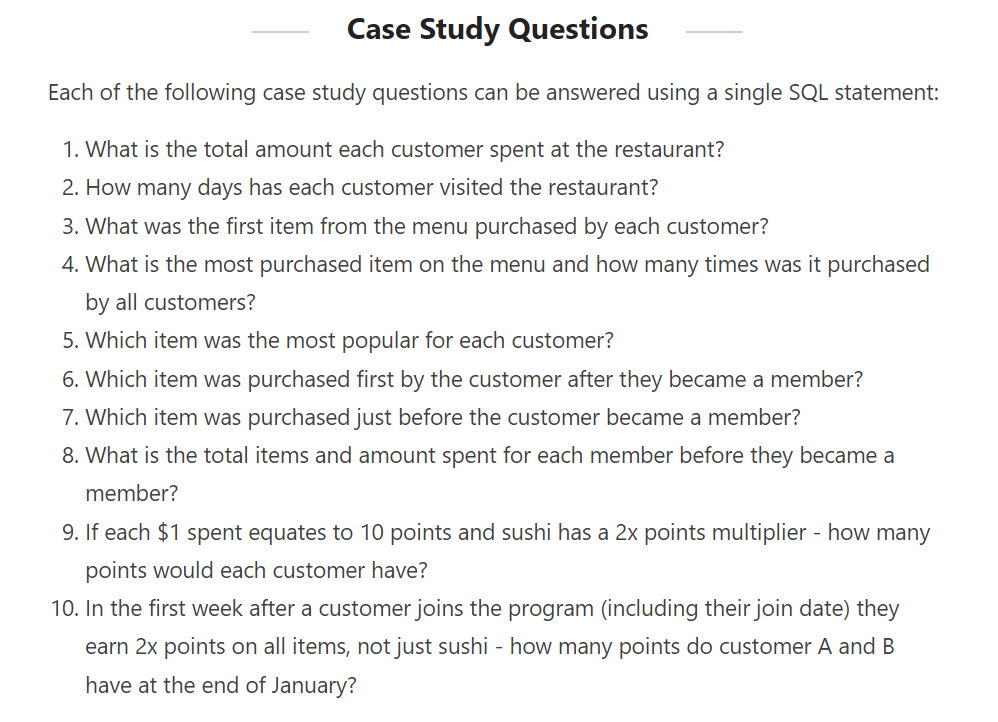 Case Study Questions
Each of the following case study questions can be answered using a single SQL statement:
1. What is the total amount each customer spent at the restaurant?
2. How many days has each customer visited the restaurant?
3. What was the first item from the menu purchased by each customer?
4. What is the most purchased item on the menu and how many times was it purchased
by all customers?
5. Which item was the most popular for each customer?
6. Which item was purchased first by the customer after they became a member?
7. Which item was purchased just before the customer became a member?
8. What is the total items and amount spent for each member before they became a
member?
9. If each $1 spent equates to 10 points and sushi has a 2x points multiplier - how many
points would each customer have?
10. In the first week after a customer joins the program (including their join date) they
earn 2x points on all items, not just sushi - how many points do customer A and B
have at the end of January?